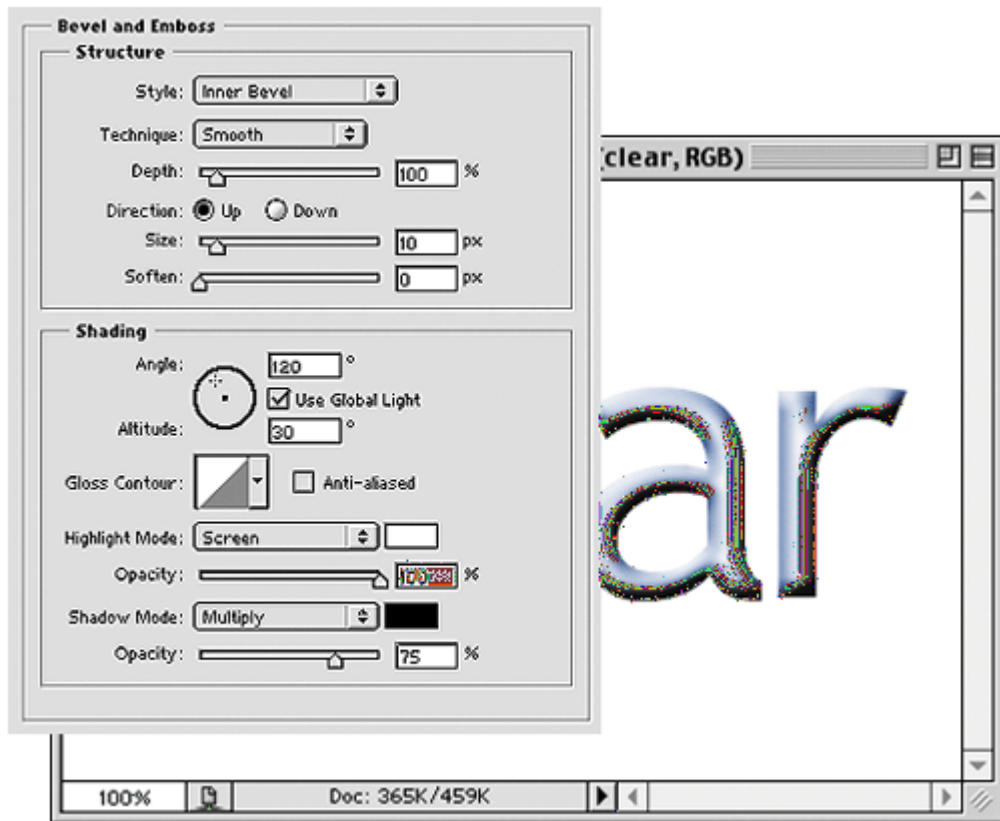 Bevel and Emboss
Structure
Style: Inner Bevel
Technique: Smooth
Depth: 100 %
Direction: Up Down
Size: 10 px
Soften: 0 px
Shading
Angle: 120 °
Use Global Light
Altitude: 30 °
Gloss Contour: Anti-aliased
Highlight Mode: Screen
Opacity: %
Shadow Mode: Multiply
Opacity: 75 %
(clear, RGB)
ar
100% Doc: 365K/459K